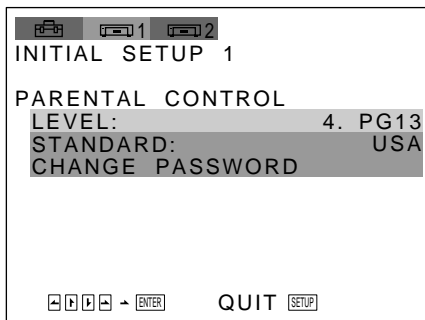 1 2
INITIAL SETUP 1
PARENTAL CONTROL
LEVEL: 4. PG13
STANDARD: USA
CHANGE PASSWORD
ENTER QUIT SETUP